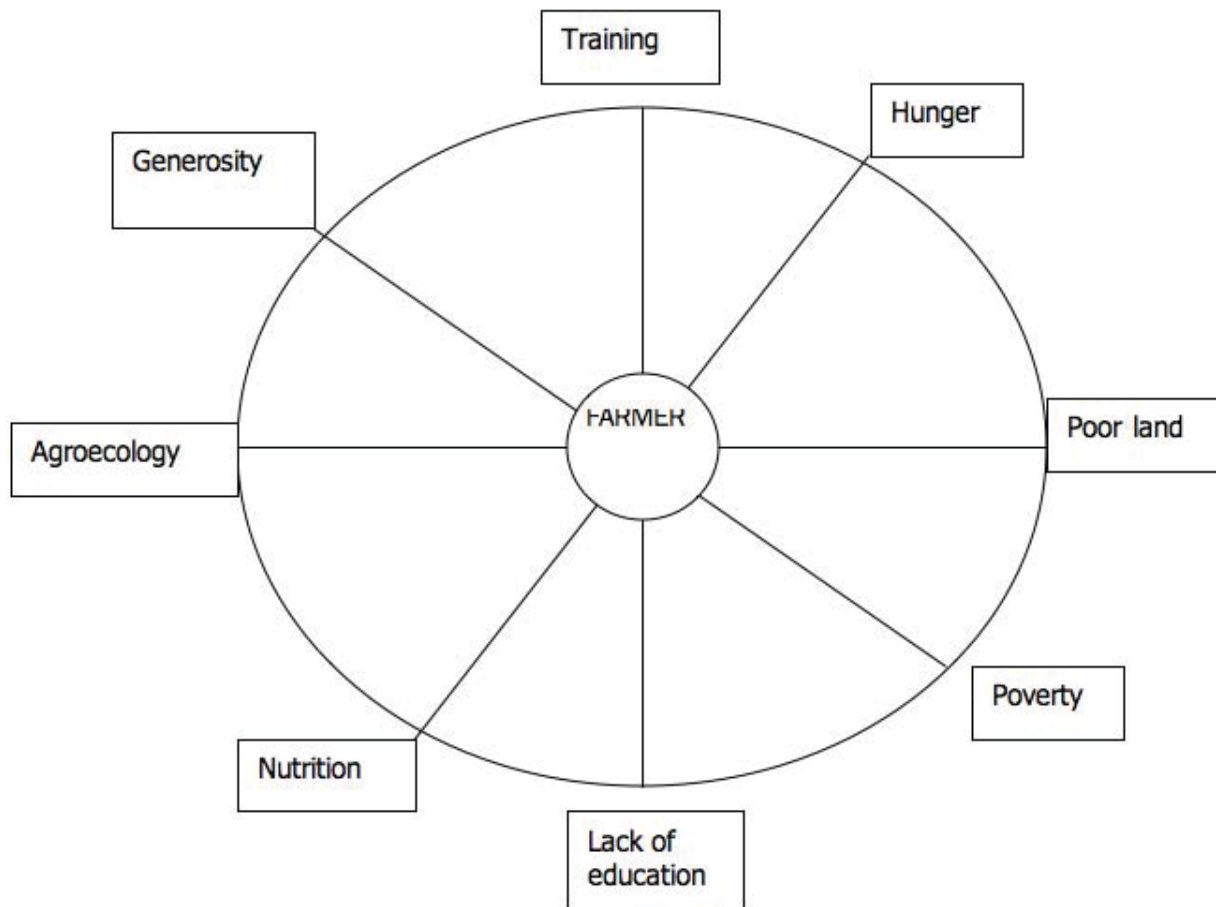 Training
Hunger
Generosity
FARMER
Poor land
Agroecology
Poverty
Nutrition
Lack of
education